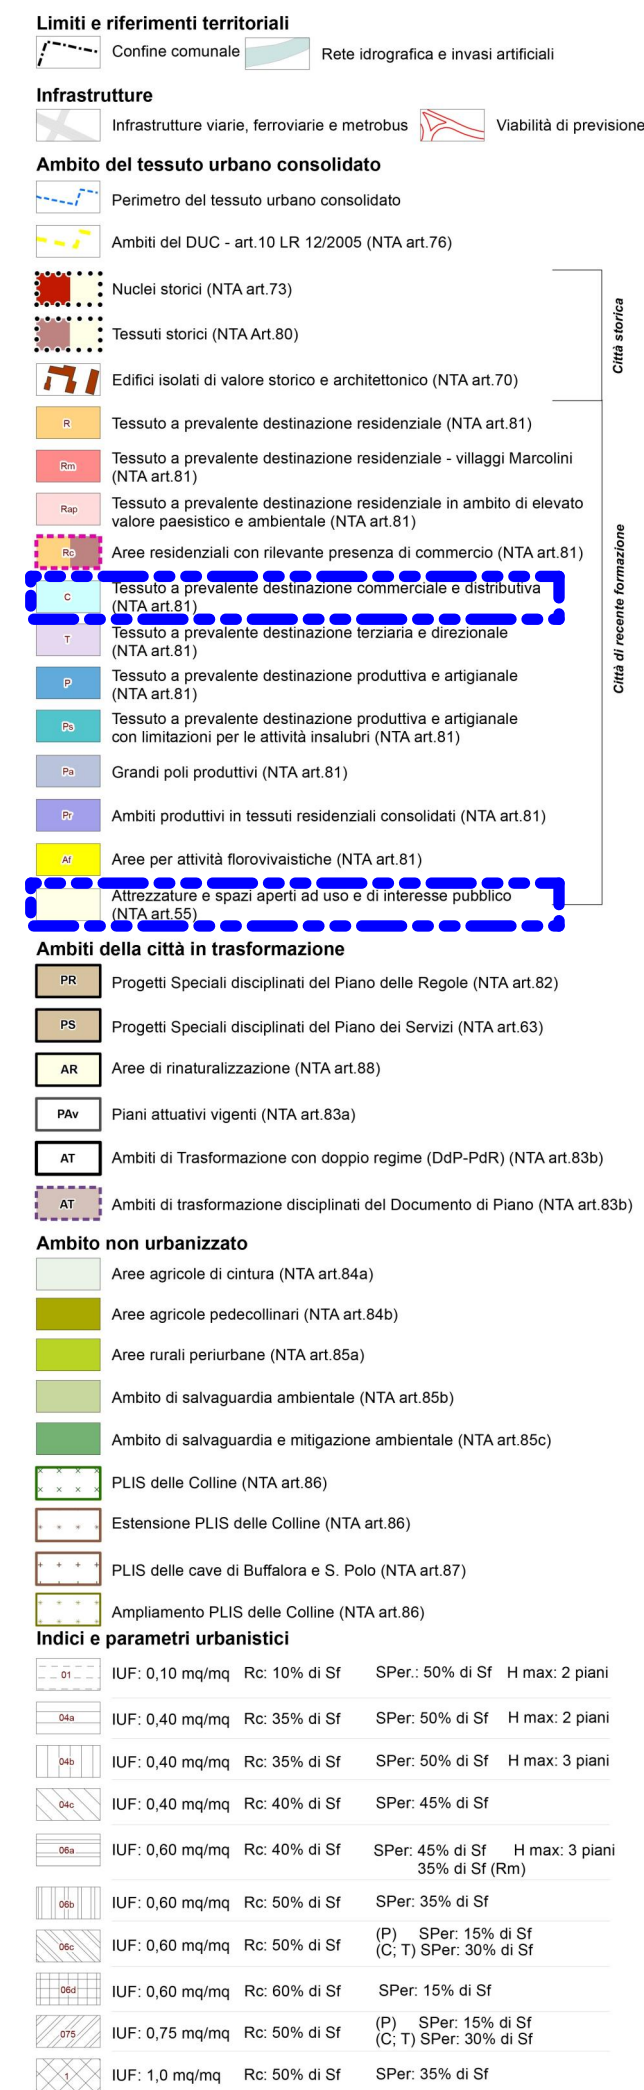 Limiti e riferimenti territoriali
Confine comunale
Rete idrografica e invasi artificiali
Infrastrutture
Infrastrutture viarie, ferroviarie e metrobus
Viabilità di previsione
Ambito del tessuto urbano consolidato
Perimetro del tessuto urbano consolidato
Ambiti del DUC - art.10 LR 12/2005 (NTA art.76)
Nuclei storici (NTA art.73)
Tessuti storici (NTA Art.80)
Edifici isolati di valore storico e architettonico (NTA art.70)
Città storica
R Tessuto a prevalente destinazione residenziale (NTA art.81)
Rm Tessuto a prevalente destinazione residenziale - villaggi Marcolini
(NTA art.81)
Rap Tessuto a prevalente destinazione residenziale in ambito di elevato
valore paesistico e ambientale (NTA art.81)
Rc Aree residenziali con rilevante presenza di commercio (NTA art.81)
C Tessuto a prevalente destinazione commerciale e distributiva
(NTA art.81)
T Tessuto a prevalente destinazione terziaria e direzionale
(NTA art.81)
P Tessuto a prevalente destinazione produttiva e artigianale
(NTA art.81)
Ps Tessuto a prevalente destinazione produttiva e artigianale
con limitazioni per le attività insalubri (NTA art.81)
Pa Grandi poli produttivi (NTA art.81)
Pr Ambiti produttivi in tessuti residenziali consolidati (NTA art.81)
Af Aree per attività florovivaistiche (NTA art.81)
Attrezzature e spazi aperti ad uso e di interesse pubblico
(NTA art.55)
Città di recente formazione
Ambiti della città in trasformazione
PR Progetti Speciali disciplinati del Piano delle Regole (NTA art.82)
PS Progetti Speciali disciplinati del Piano dei Servizi (NTA art.63)
AR Aree di rinaturalizzazione (NTA art.88)
PAv Piani attuativi vigenti (NTA art.83a)
AT Ambiti di Trasformazione con doppio regime (DdP-PdR) (NTA art.83b)
AT Ambiti di trasformazione disciplinati del Documento di Piano (NTA art.83b)
Ambito non urbanizzato
Aree agricole di cintura (NTA art.84a)
Aree agricole pedecollinari (NTA art.84b)
Aree rurali periurbane (NTA art.85a)
Ambito di salvaguardia ambientale (NTA art.85b)
Ambito di salvaguardia e mitigazione ambientale (NTA art.85c)
PLIS delle Colline (NTA art.86)
Estensione PLIS delle Colline (NTA art.86)
PLIS delle cave di Buffalora e S. Polo (NTA art.87)
Ampliamento PLIS delle Colline (NTA art.86)
Indici e parametri urbanistici
01 IUF: 0,10 mq/mq Rc: 10% di Sf SPer.: 50% di Sf H max: 2 piani
04a IUF: 0,40 mq/mq Rc: 35% di Sf SPer: 50% di Sf H max: 2 piani
04b IUF: 0,40 mq/mq Rc: 35% di Sf SPer: 50% di Sf H max: 3 piani
04c IUF: 0,40 mq/mq Rc: 40% di Sf SPer: 45% di Sf
06a IUF: 0,60 mq/mq Rc: 40% di Sf SPer: 45% di Sf H max: 3 piani
35% di Sf (Rm)
06b IUF: 0,60 mq/mq Rc: 50% di Sf SPer: 35% di Sf
06c IUF: 0,60 mq/mq Rc: 50% di Sf (P) SPer: 15% di Sf
(C; T) SPer: 30% di Sf
06d IUF: 0,60 mq/mq Rc: 60% di Sf SPer: 15% di Sf
075 IUF: 0,75 mq/mq Rc: 50% di Sf (P) SPer: 15% di Sf
(C; T) SPer: 30% di Sf
1 IUF: 1,0 mq/mq Rc: 50% di Sf SPer: 35% di Sf